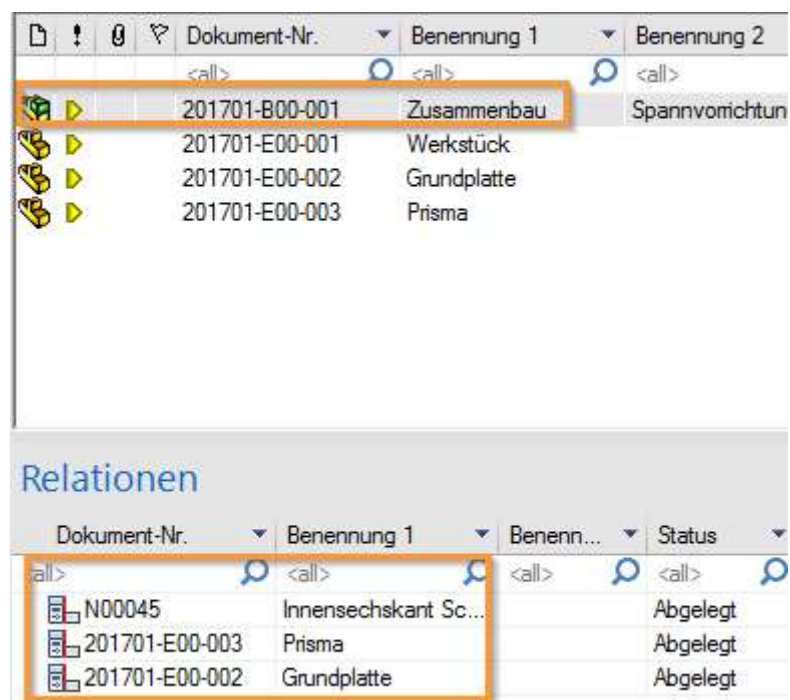 ! Dokument-Nr. Benennung 1 Benennung 2
<all> <all> <all>
201701-B00-001 Zusammenbau Spannvorrichtun
201701-E00-001 Werkstück
201701-E00-002 Grundplatte
201701-E00-003 Prisma
Relationen
Dokument-Nr. Benennung 1 Benenn... Status
all> <all> <all> <all>
N00045 Innensechskant Sc... Abgelegt
201701-E00-003 Prisma Abgelegt
201701-E00-002 Grundplatte Abgelegt